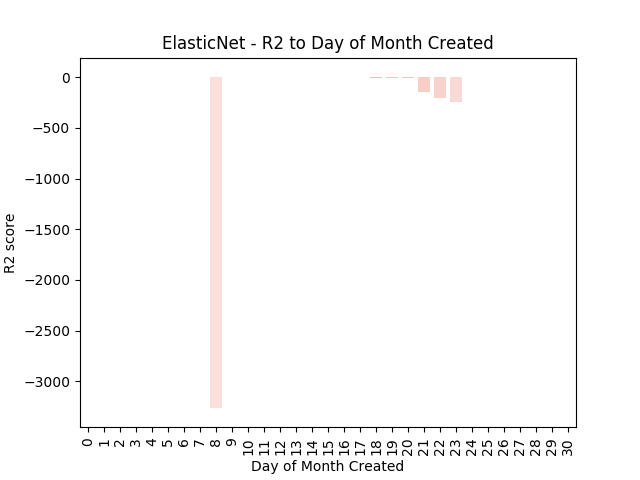 ElasticNet - R2 to Day of Month Created
0
−500
−1000
−1500
−2000
−2500
−3000
R2 score
0 1 2 3 4 5 6 7 8 9 10 11 12 13 14 15 16 17 18 19 20 21 22 23 24 25 26 27 28 29 30
Day of Month Created